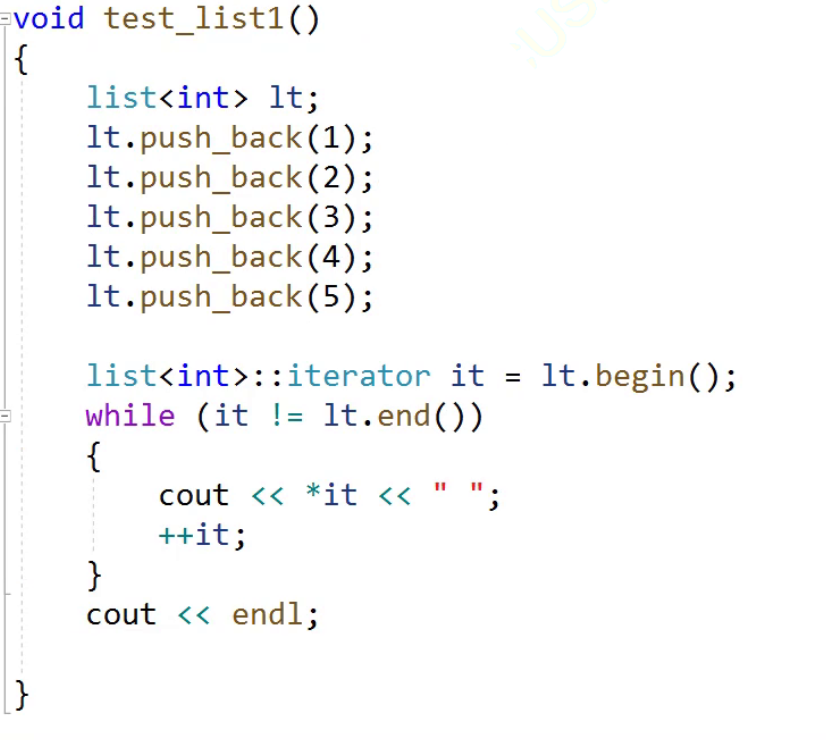 void test_list1()
{
    list<int> lt;
    lt.push_back(1);
    lt.push_back(2);
    lt.push_back(3);
    lt.push_back(4);
    lt.push_back(5);

    list<int>::iterator it = lt.begin();
    while (it != lt.end())
    {
        cout << *it << " ";
        ++it;
    }
    cout << endl;

}